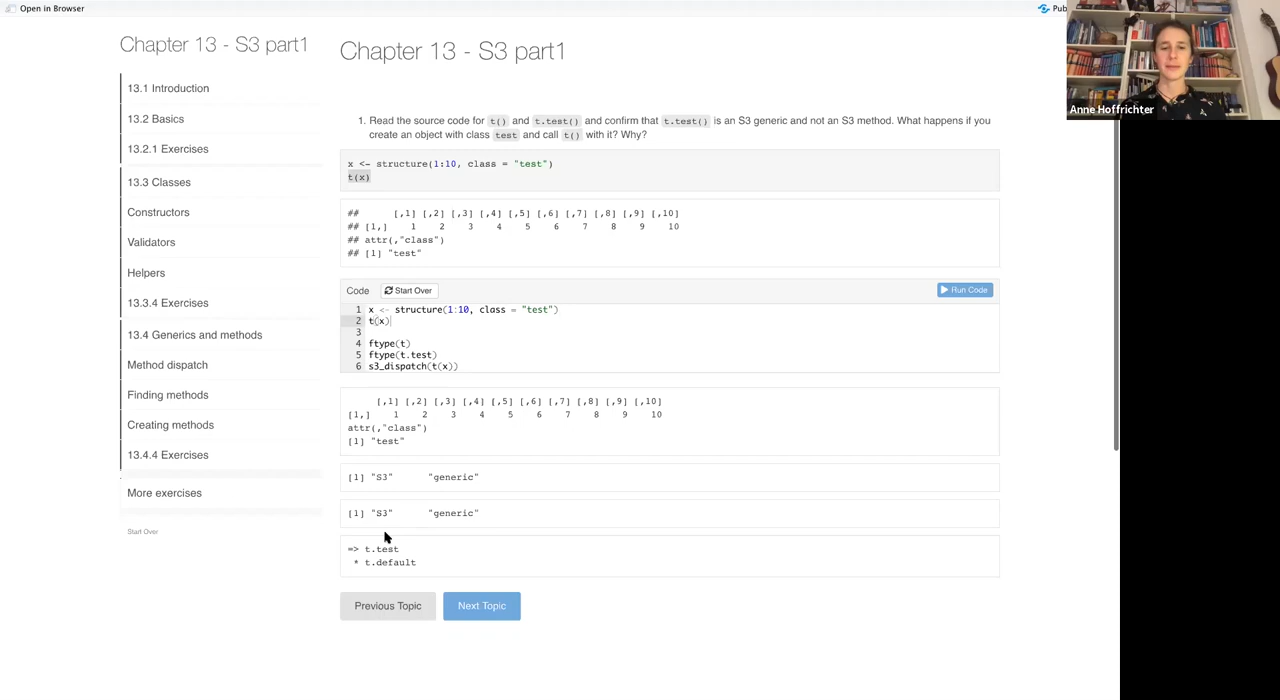 Open in Browser
Pub
Anne Hoffrichter
Chapter 13 - S3 part1
13.1 Introduction
13.2 Basics
13.2.1 Exercises
13.3 Classes
Constructors
Validators
Helpers
13.3.4 Exercises
13.4 Generics and methods
Method dispatch
Finding methods
Creating methods
13.4.4 Exercises
More exercises
Start Over
Chapter 13 - S3 part1
1. Read the source code for t() and t.test() and confirm that t.test() is an S3 generic and not an S3 method. What happens if you
create an object with class test and call t() with it? Why?
x <- structure(1:10, class = "test")
t(x)
## [,1] [,2] [,3] [,4] [,5] [,6] [,7] [,8] [,9] [,10]
## [1,] 1 2 3 4 5 6 7 8 9 10
## attr(,"class")
## [1] "test"
Code Start Over Run Code
1 x <- structure(1:10, class = "test")
2 t(x)
3
4 ftype(t)
5 ftype(t.test)
6 s3_dispatch(t(x))
[,1] [,2] [,3] [,4] [,5] [,6] [,7] [,8] [,9] [,10]
[1,] 1 2 3 4 5 6 7 8 9 10
attr(,"class")
[1] "test"
[1] "S3" "generic"
[1] "S3" "generic"
=> t.test
* t.default
Previous Topic Next Topic